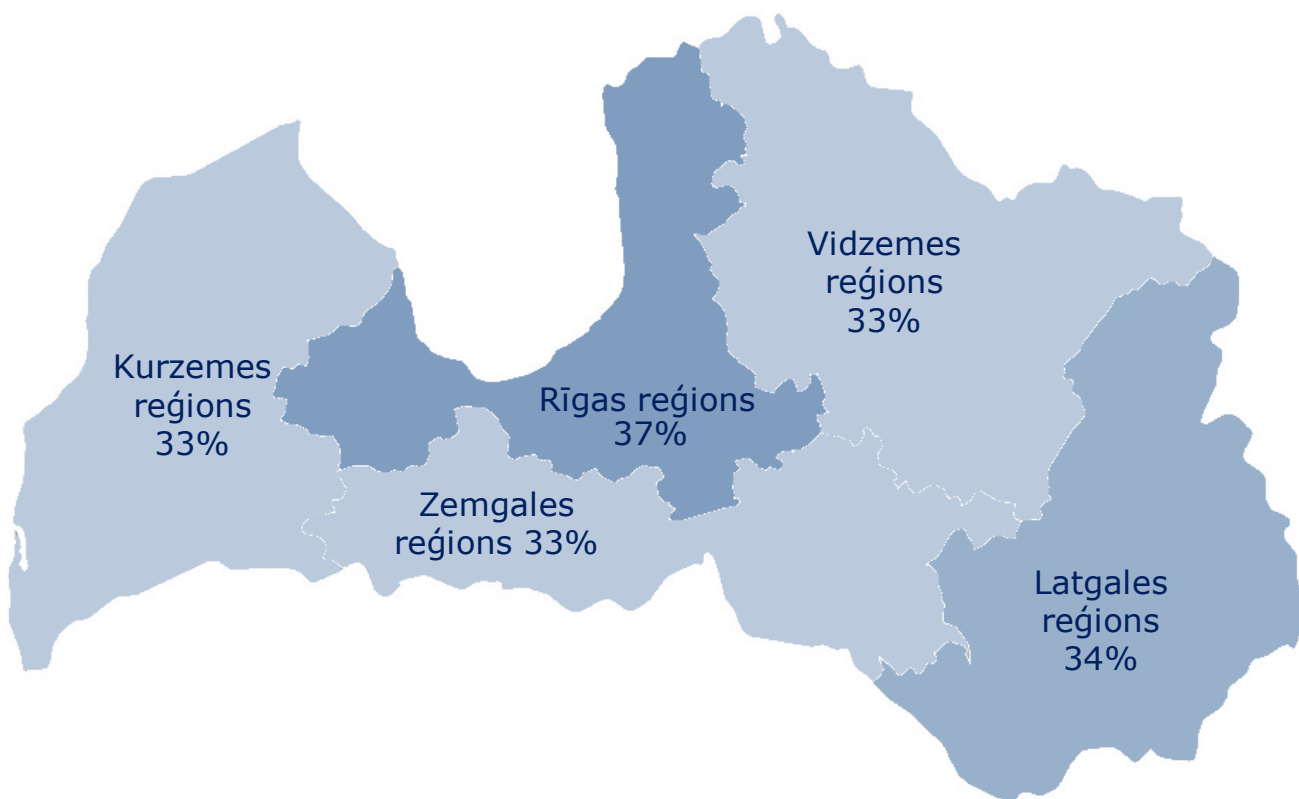 Vidzemes
reģions
33%
Kurzemes
reģions
33%
Rīgas reģions
37%
Zemgales
reģions 33%
Latgales
reģions
34%